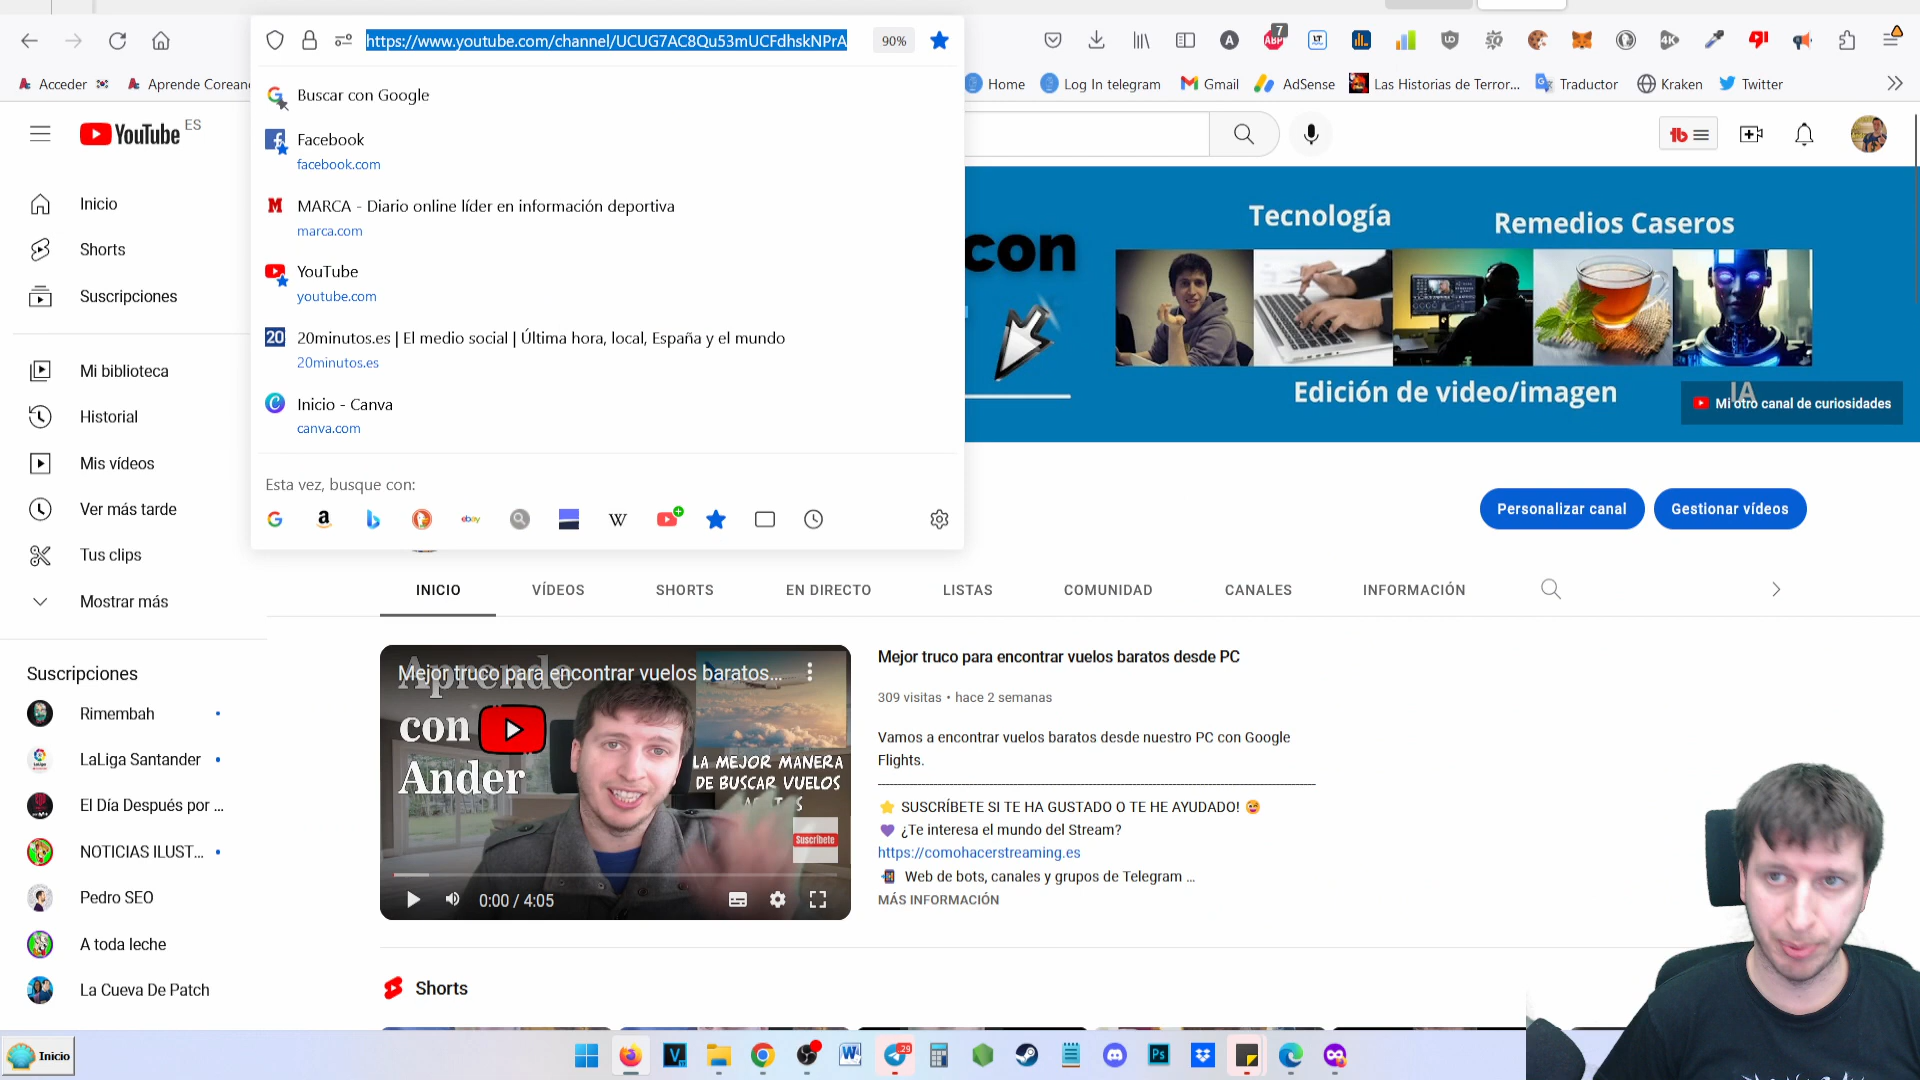 https://www.youtube.com/channel/UCUG7AC8Qu53mUCFdhskNPrA
90%
7
Acceder
Aprende Corean
Home
Log In telegram
Gmail
AdSense
Las Historias de Terror...
Traductor
Kraken
Twitter
Buscar con Google
Facebook
facebook.com
MARCA - Diario online líder en información deportiva
marca.com
YouTube
youtube.com
20minutos.es | El medio social | Última hora, local, España y el mundo
20minutos.es
Inicio - Canva
canva.com
Esta vez, busque con:
YouTube ES
Inicio
Shorts
Suscripciones
Mi biblioteca
Historial
Mis vídeos
Ver más tarde
Tus clips
Mostrar más
Suscripciones
Rimembah
LaLiga Santander
El Día Después por ...
NOTICIAS ILUST...
Pedro SEO
A toda leche
La Cueva De Patch
con
Tecnología
Remedios Caseros
Edición de video/imagen
IA
Mi otro canal de curiosidades
Personalizar canal
Gestionar vídeos
INICIO
VÍDEOS
SHORTS
EN DIRECTO
LISTAS
COMUNIDAD
CANALES
INFORMACIÓN
Mejor truco para encontrar vuelos baratos...
Aprende
con
Ander
LA MEJOR MANERA
DE BUSCAR VUELOS
Suscríbete
0:00 / 4:05
Mejor truco para encontrar vuelos baratos desde PC
309 visitas • hace 2 semanas
Vamos a encontrar vuelos baratos desde nuestro PC con Google
Flights.
SUSCRÍBETE SI TE HA GUSTADO O TE HE AYUDADO!
¿Te interesa el mundo del Stream?
https://comohacerstreaming.es
Web de bots, canales y grupos de Telegram ...
MÁS INFORMACIÓN
Shorts
Inicio
29